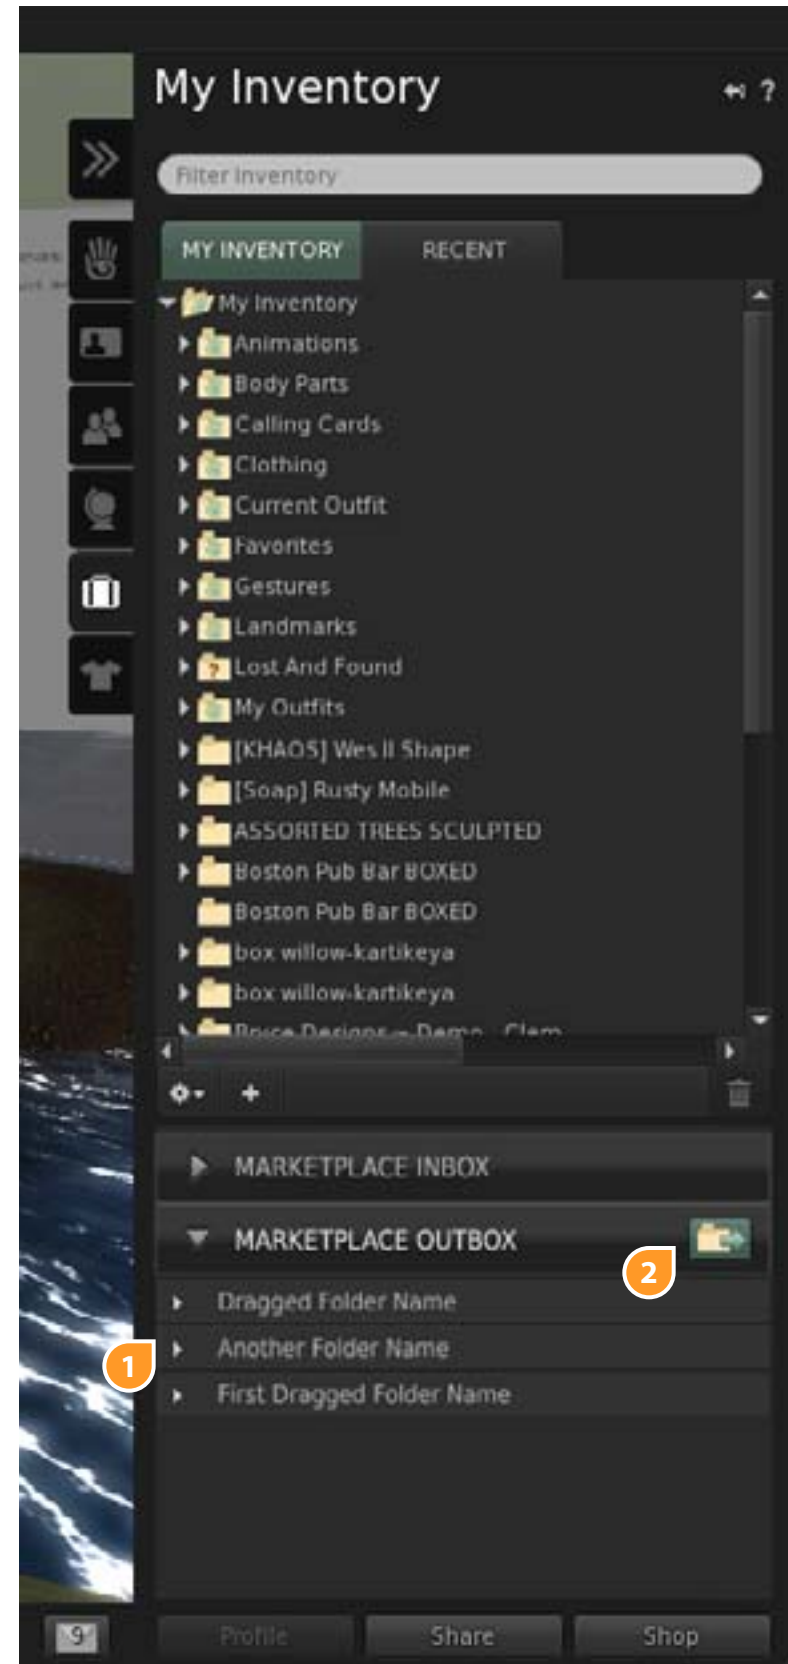 My Inventory
?
Filter Inventory
MY INVENTORY
RECENT
My Inventory
Animations
Body Parts
Calling Cards
Clothing
Current Outfit
Favorites
Gestures
Landmarks
? Lost And Found
My Outfits
[KHAOS] Wes II Shape
[Soap] Rusty Mobile
ASSORTED TREES SCULPTED
Boston Pub Bar BOXED
Boston Pub Bar BOXED
box willow-kartikeya
box willow-kartikeya
Bryce Designs -- Demo
MARKETPLACE INBOX
MARKETPLACE OUTBOX
2
Dragged Folder Name
1
Another Folder Name
First Dragged Folder Name
9
Profile
Share
Shop